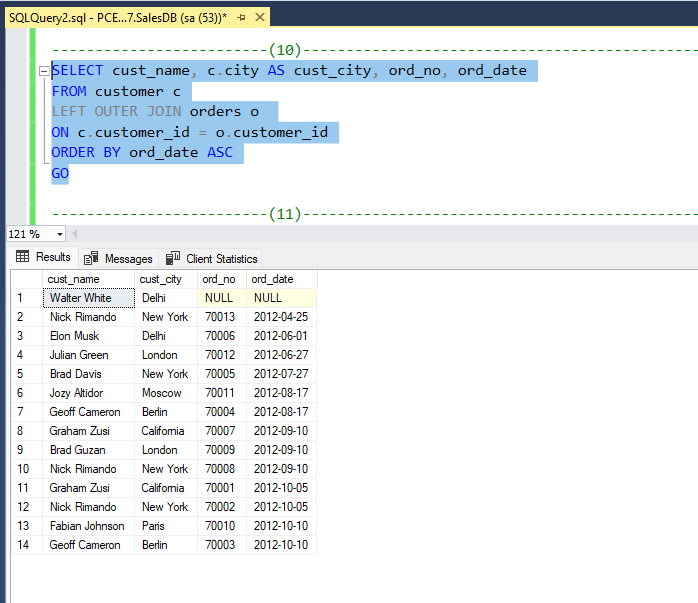 SQLQuery2.sql - PCE...7.SalesDB (sa (53))*
-------------------------(10)----------------------------------------------
SELECT cust_name, c.city AS cust_city, ord_no, ord_date
FROM customer c
LEFT OUTER JOIN orders o
ON c.customer_id = o.customer_id
ORDER BY ord_date ASC
GO
-------------------------(11)----------------------------------------------
121 %
Results Messages Client Statistics
cust_name cust_city ord_no ord_date
1 Walter White Delhi NULL NULL
2 Nick Rimando New York 70013 2012-04-25
3 Elon Musk Delhi 70006 2012-06-01
4 Julian Green London 70012 2012-06-27
5 Brad Davis New York 70005 2012-07-27
6 Jozy Altidor Moscow 70011 2012-08-17
7 Geoff Cameron Berlin 70004 2012-08-17
8 Graham Zusi California 70007 2012-09-10
9 Brad Guzan London 70009 2012-09-10
10 Nick Rimando New York 70008 2012-09-10
11 Graham Zusi California 70001 2012-10-05
12 Nick Rimando New York 70002 2012-10-05
13 Fabian Johnson Paris 70010 2012-10-10
14 Geoff Cameron Berlin 70003 2012-10-10